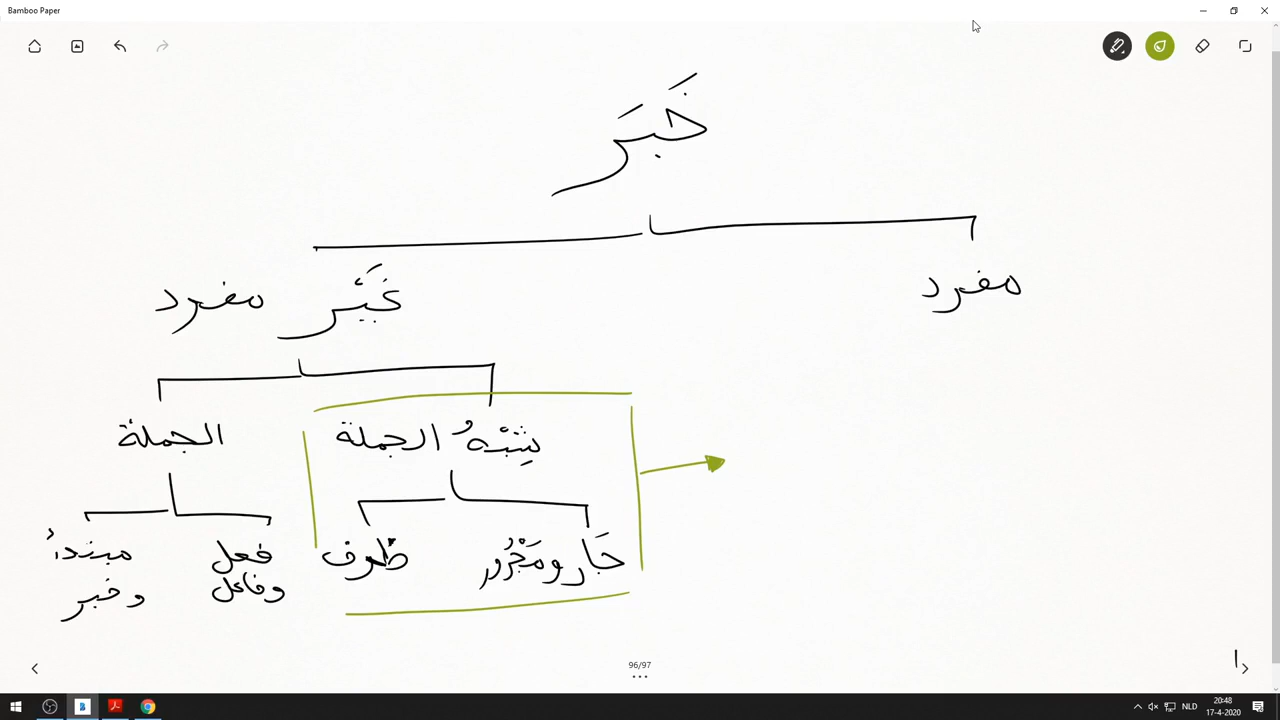 Bamboo Paper
خَبَر
مفرد
غَيْر مفرد
شِبْهُ الجملة
الجملة
جَار ومَجْرُور
ظرف
فعل
وفاعل
مبتدأ
وخبر
96/97
NLD
20:48
17-4-2020